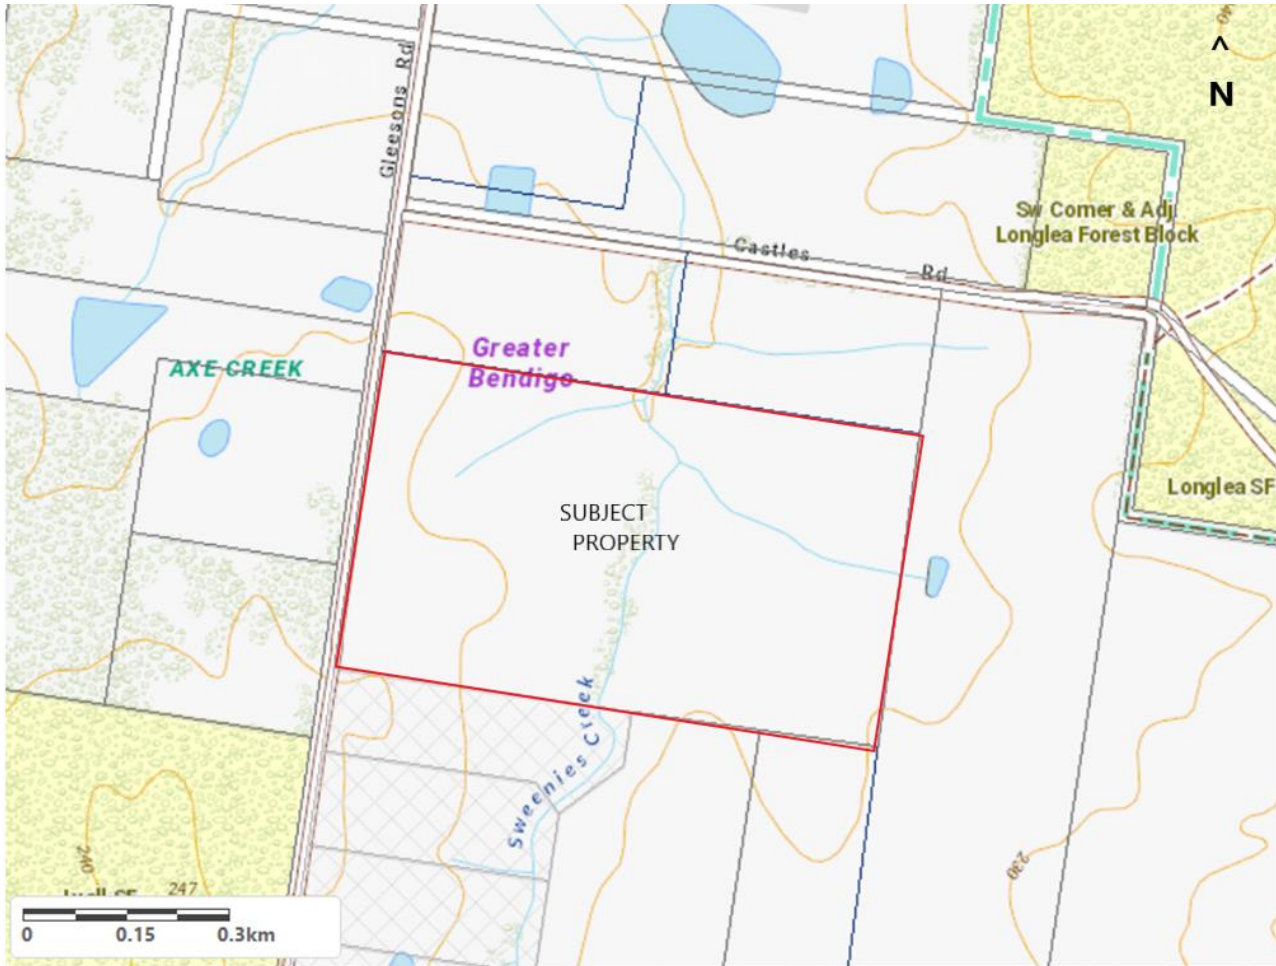 240
^
N
Gleesons Rd
Sw Corner & Adj
Longlea Forest Block
Castles Rd
Greater
Bendigo
AXE CREEK
Longlea SF
SUBJECT
PROPERTY
Sweenies Creek
240
247
230
0 0.15 0.3km